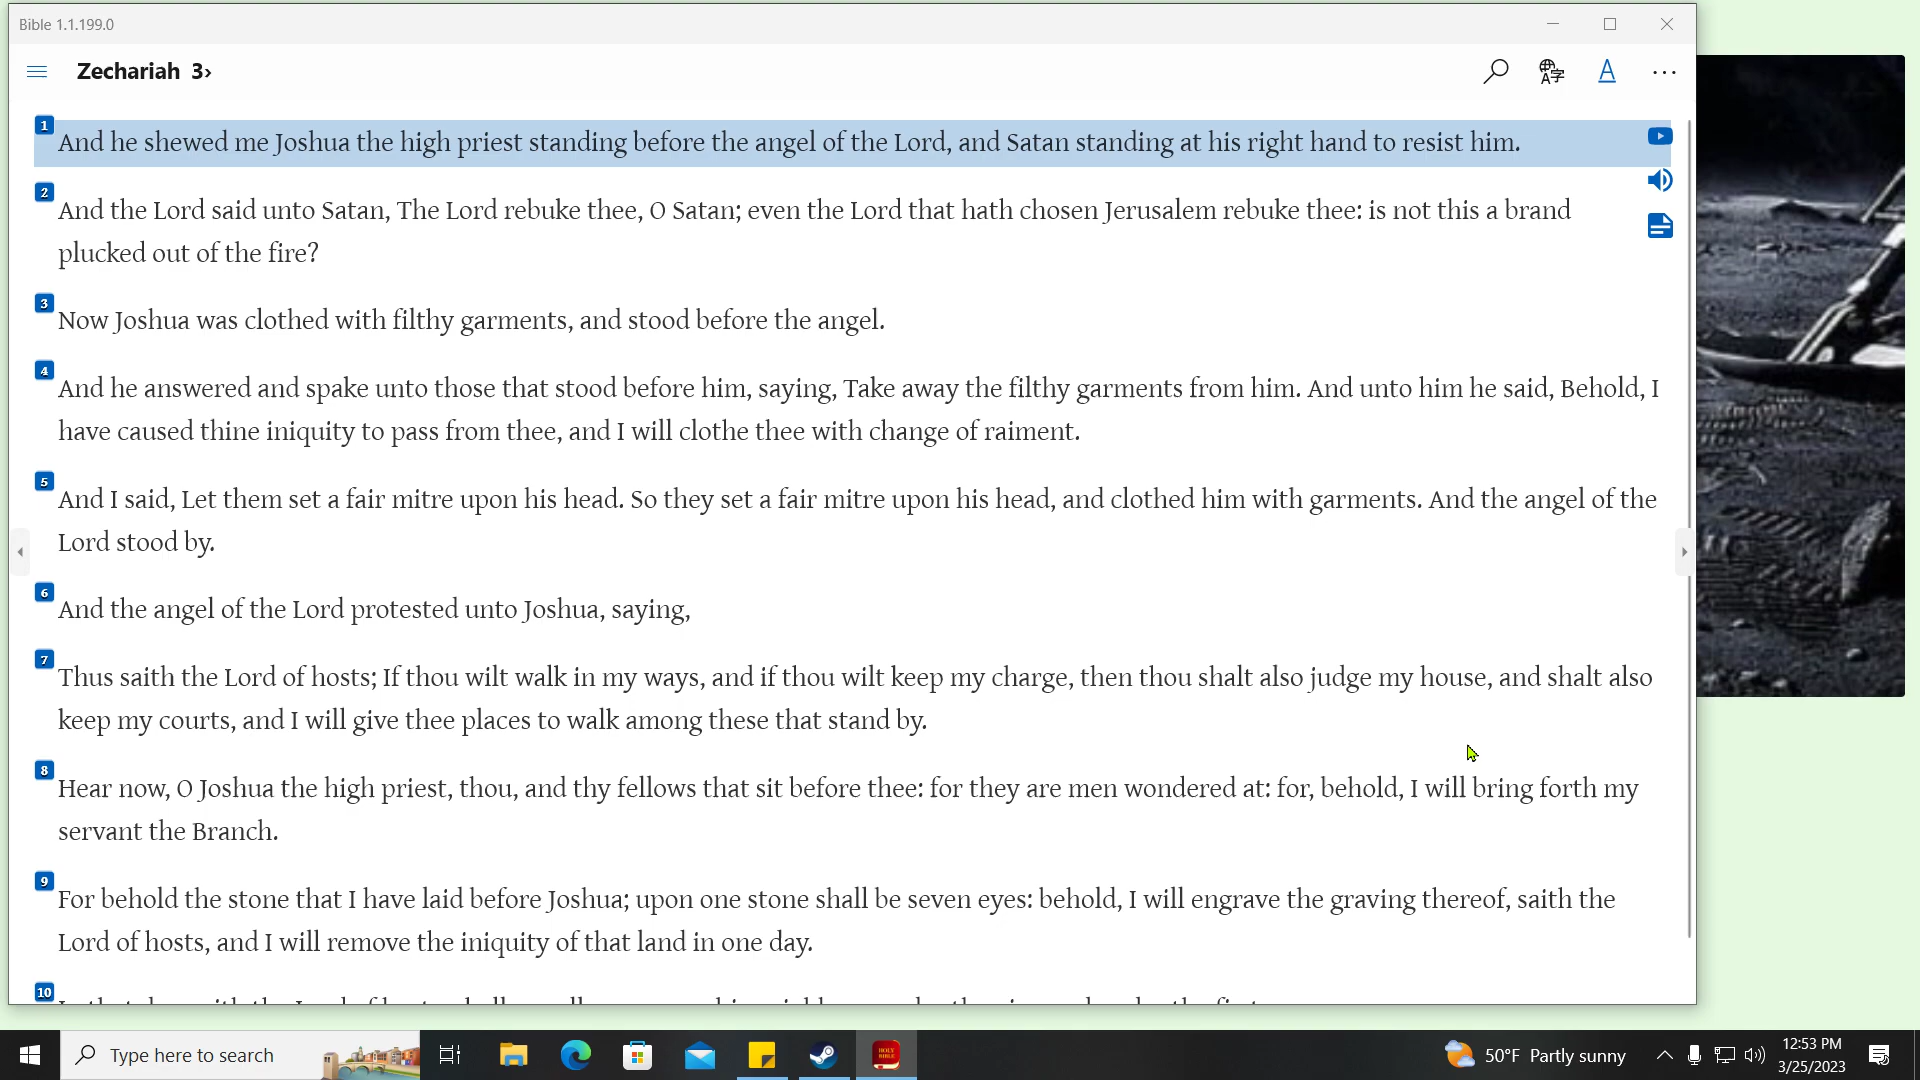 Bible 1.1.199.0
Zechariah 3›
1
And he shewed me Joshua the high priest standing before the angel of the Lord, and Satan standing at his right hand to resist him.
2
And the Lord said unto Satan, The Lord rebuke thee, O Satan; even the Lord that hath chosen Jerusalem rebuke thee: is not this a brand
plucked out of the fire?
3
Now Joshua was clothed with filthy garments, and stood before the angel.
4
And he answered and spake unto those that stood before him, saying, Take away the filthy garments from him. And unto him he said, Behold, I
have caused thine iniquity to pass from thee, and I will clothe thee with change of raiment.
5
And I said, Let them set a fair mitre upon his head. So they set a fair mitre upon his head, and clothed him with garments. And the angel of the
Lord stood by.
6
And the angel of the Lord protested unto Joshua, saying,
7
Thus saith the Lord of hosts; If thou wilt walk in my ways, and if thou wilt keep my charge, then thou shalt also judge my house, and shalt also
keep my courts, and I will give thee places to walk among these that stand by.
8
Hear now, O Joshua the high priest, thou, and thy fellows that sit before thee: for they are men wondered at: for, behold, I will bring forth my
servant the Branch.
9
For behold the stone that I have laid before Joshua; upon one stone shall be seven eyes: behold, I will engrave the graving thereof, saith the
Lord of hosts, and I will remove the iniquity of that land in one day.
10
Type here to search
HOLY BIBLE
50°F Partly sunny
12:53 PM
3/25/2023